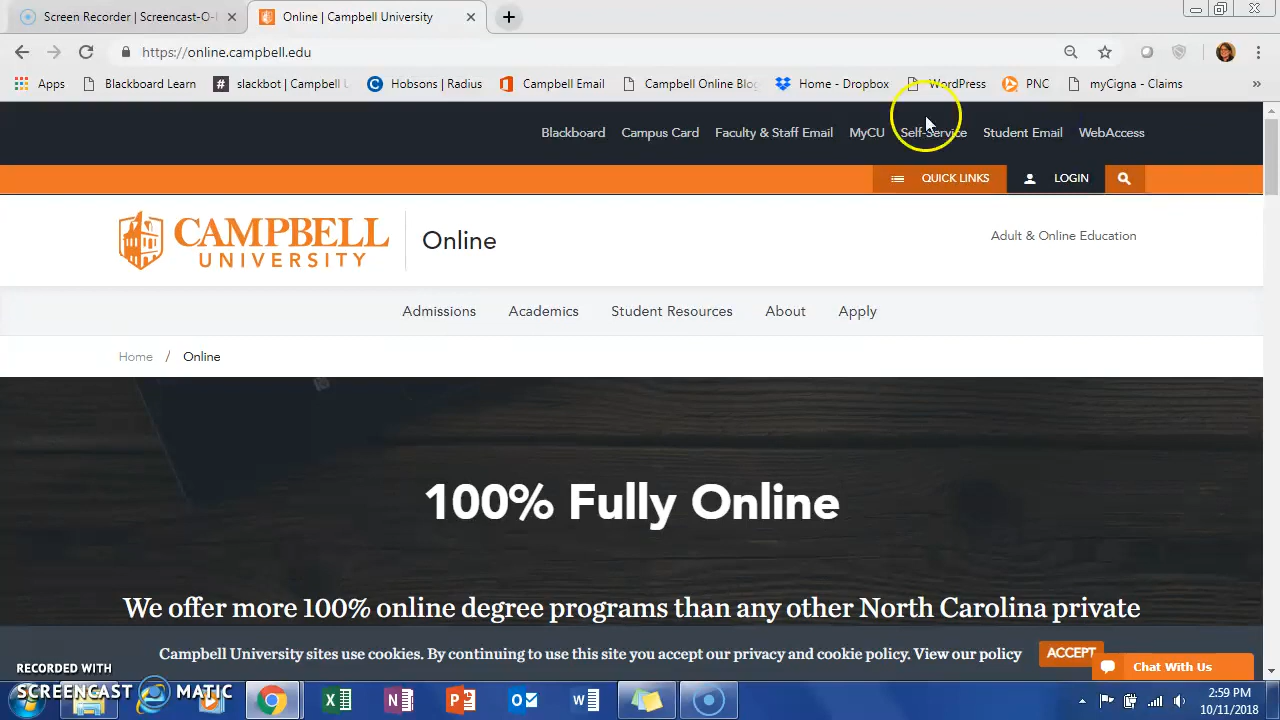 Screen Recorder | Screencast-O-
Online | Campbell University
https://online.campbell.edu
Apps
Blackboard Learn
slackbot | Campbell U
Hobsons | Radius
Campbell Email
Campbell Online Blog
Home - Dropbox
WordPress
PNC
myCigna - Claims
»
Blackboard
Campus Card
Faculty & Staff Email
MyCU
Self-Service
Student Email
WebAccess
QUICK LINKS
LOGIN
CAMPBELL
UNIVERSITY
Online
Adult & Online Education
Admissions
Academics
Student Resources
About
Apply
Home / Online
100% Fully Online
We offer more 100% online degree programs than any other North Carolina private
Campbell University sites use cookies. By continuing to use this site you accept our privacy and cookie policy. View our policy
ACCEPT
Chat With Us
RECORDED WITH
SCREENCAST MATIC
2:59 PM
10/11/2018